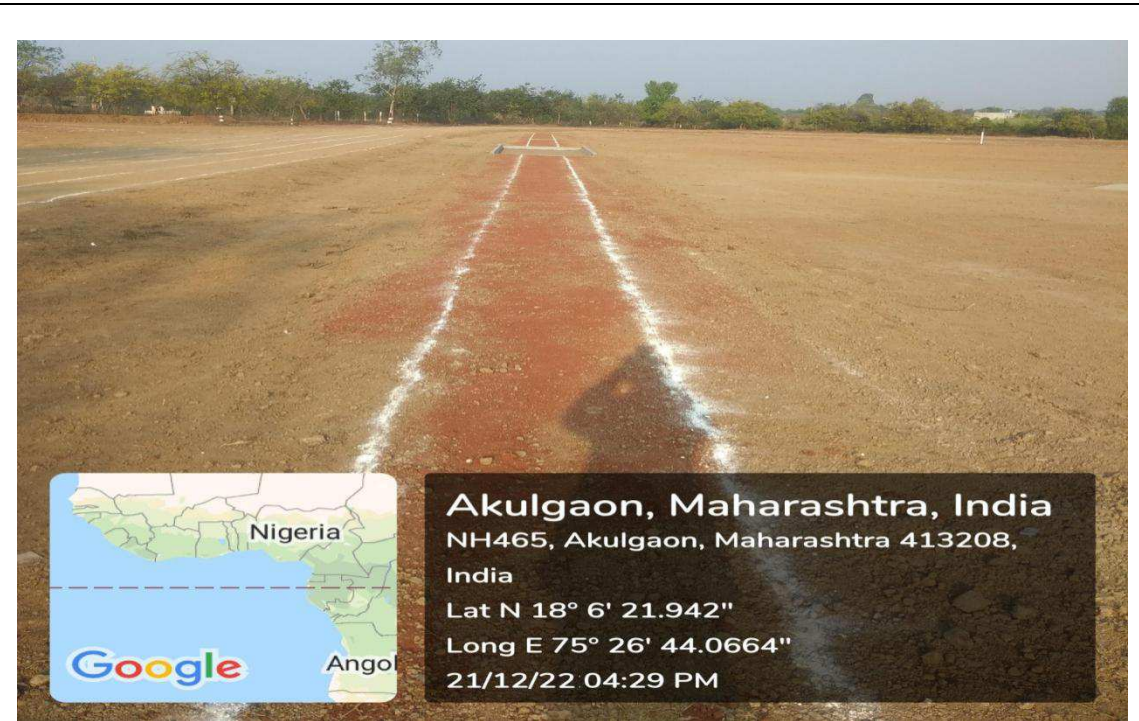 Nigeria
Angol
Google
Akulgaon, Maharashtra, India
NH465, Akulgaon, Maharashtra 413208,
India
Lat N 18° 6' 21.942"
Long E 75° 26' 44.0664"
21/12/22 04:29 PM